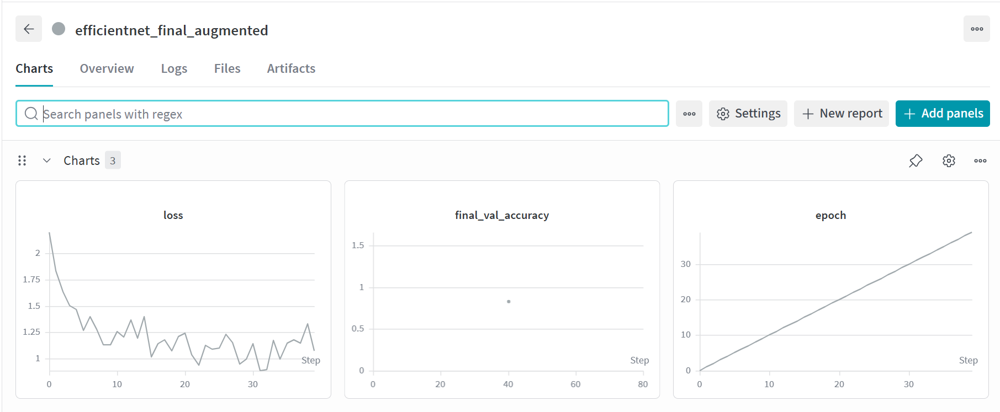 efficientnet_final_augmented
Charts Overview Logs Files Artifacts
Search panels with regex Settings New report Add panels
Charts 3
loss
2
1.75
1.5
1.25
1
Step
0 10 20 30
final_val_accuracy
1.5
1
0.5
0
Step
0 20 40 60 80
epoch
30
20
10
0
Step
0 10 20 30